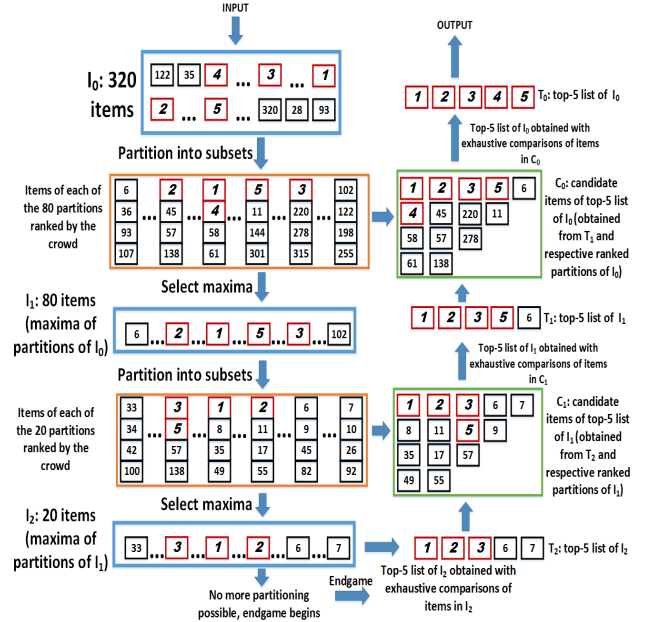 INPUT
I0: 320
items
122 35 4 ... 3 ... 1
2 ... 5 ... 320 28 93
Partition into subsets
Items of each of
the 80 partitions
ranked by the
crowd
6 ... 2 1 5 3 ... 102
36 ... 45 4 ... 11 ... 220 ... 122
93 57 58 144 278 198
107 138 61 301 315 255
Select maxima
I1: 80 items
(maxima of
partitions of I0)
6 ... 2 ... 1 ... 5 ... 3 ... 102
Partition into subsets
Items of each of
the 20 partitions
ranked by the
crowd
33 3 1 2 6 7
34 ... 5 ... 8 ... 11 ... 9 ... 10
42 57 35 17 45 26
100 138 49 55 82 92
Select maxima
I2: 20 items
(maxima of
partitions of I1)
33 ... 3 ... 1 ... 2 ... 6 ... 7
No more partitioning
possible, endgame begins
Endgame
Top-5 list of I2 obtained with
exhaustive comparisons of
items in I2
1 2 3 6 7
T2: top-5 list of I2
1 2 3 6 7
8 11 5 9
35 17 57
49 55
C1: candidate
items of top-5 list
of I1 (obtained
from T2 and
respective ranked
partitions of I1)
Top-5 list of I1 obtained with
exhaustive comparisons of items
in C1
1 2 3 5 6
T1: top-5 list of I1
1 2 3 5 6
4 45 220 11
58 57 278
61 138
C0: candidate
items of top-5 list
of I0 (obtained
from T1 and
respective ranked
partitions of I0)
Top-5 list of I0 obtained with
exhaustive comparisons of items
in C0
1 2 3 4 5
T0: top-5 list of I0
OUTPUT